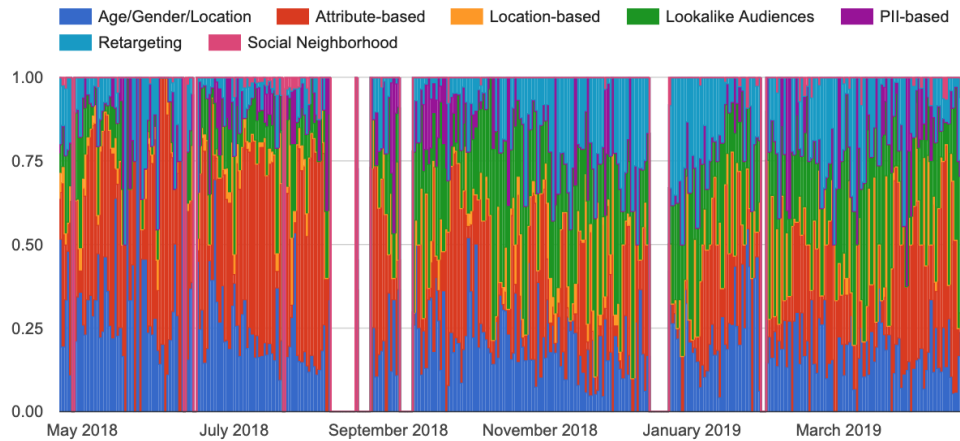 Age/Gender/Location Attribute-based Location-based Lookalike Audiences PII-based
Retargeting Social Neighborhood
1.00
0.75
0.50
0.25
0.00
May 2018 July 2018 September 2018 November 2018 January 2019 March 2019